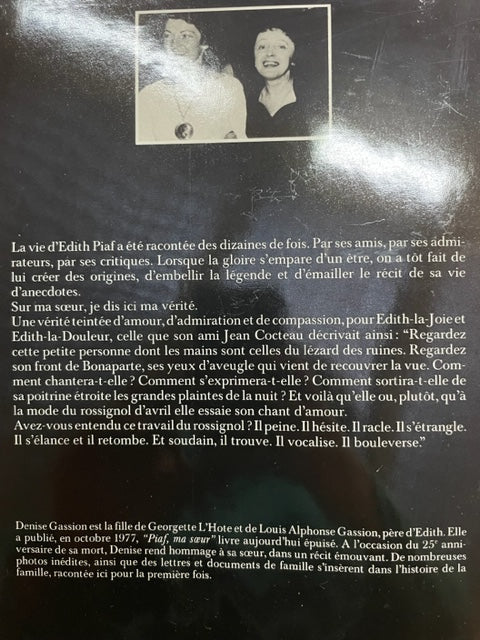 La vie d'Edith Piaf a été racontée des dizaines de fois. Par ses amis, par ses admi-
rateurs, par ses critiques. Lorsque la gloire s'empare d'un être, on a tôt fait de
lui créer des origines, d'embellir la légende et d'émailler le récit de sa vie
d'anecdotes.
Sur ma sœur, je dis ici ma vérité.
Une vérité teintée d'amour, d'admiration et de compassion, pour Edith-la-Joie et
Edith-la-Douleur, celle que son ami Jean Cocteau décrivait ainsi : “Regardez
cette petite personne dont les mains sont celles du lézard des ruines. Regardez
son front de Bonaparte, ses yeux d'aveugle qui vient de recouvrer la vue. Com-
ment chantera-t-elle ? Comment s'exprimera-t-elle ? Comment sortira-t-elle de
sa poitrine étroite les grandes plaintes de la nuit ? Et voilà qu'elle ou, plutôt, qu'à
la mode du rossignol d'avril elle essaie son chant d'amour.
Avez-vous entendu ce travail du rossignol ? Il peine. Il hésite. Il racle. Il s'étrangle.
Il s'élance et il retombe. Et soudain, il trouve. Il vocalise. Il bouleverse.”
Denise Gassion est la fille de Georgette L'Hote et de Louis Alphonse Gassion, père d'Edith. Elle
a publié, en octobre 1977, “Piaf, ma sœur” livre aujourd'hui épuisé. A l'occasion du 25e anni-
versaire de sa mort, Denise rend hommage à sa sœur, dans un récit émouvant. De nombreuses
photos inédites, ainsi que des lettres et documents de famille s'insèrent dans l'histoire de la
famille, racontée ici pour la première fois.